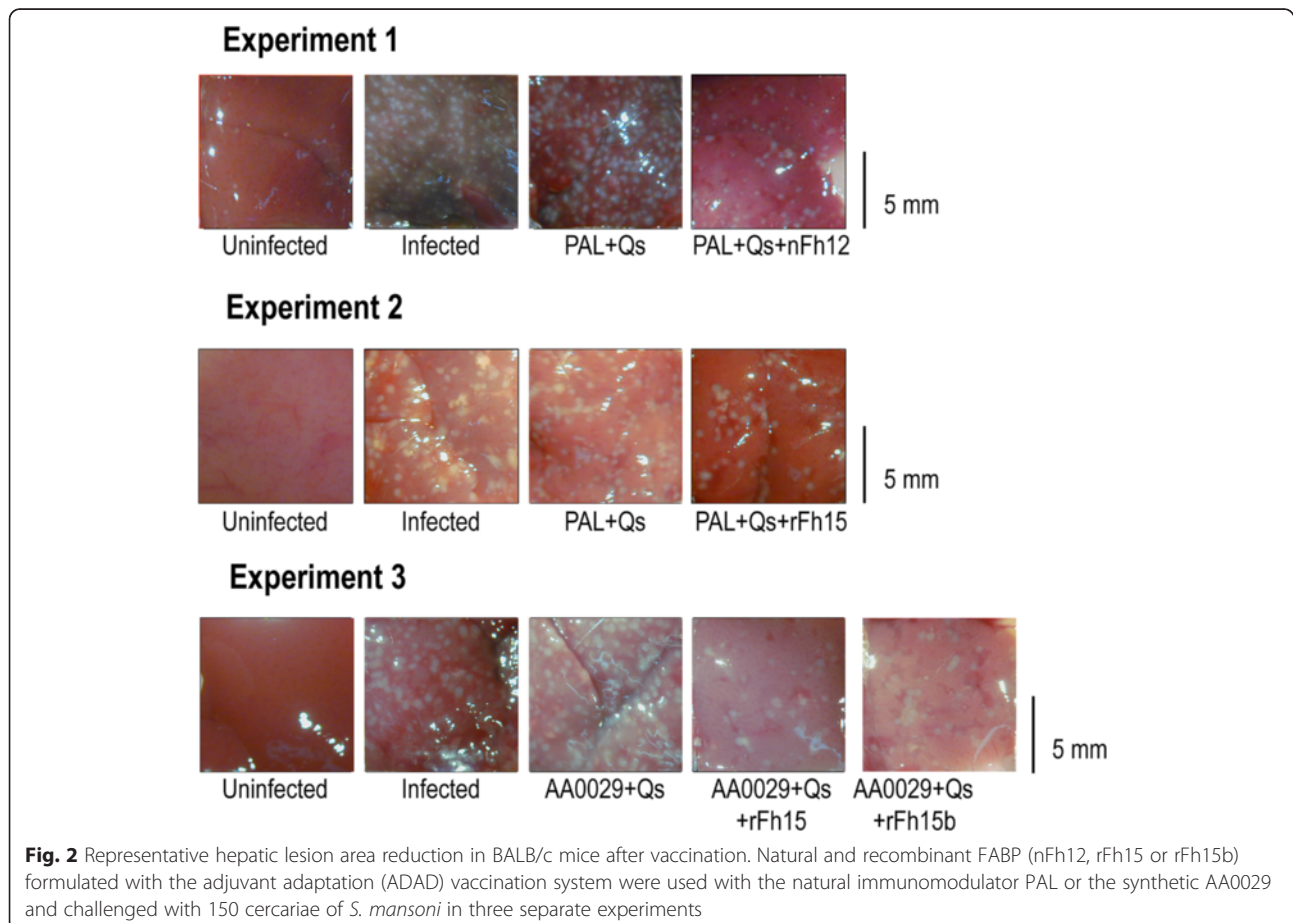 Experiment 1
Uninfected Infected PAL+Qs PAL+Qs+nFh12
5 mm
Experiment 2
Uninfected Infected PAL+Qs PAL+Qs+rFh15
5 mm
Experiment 3
Uninfected Infected AA0029+Qs AA0029+Qs AA0029+Qs
+rFh15 +rFh15b
5 mm
Fig. 2 Representative hepatic lesion area reduction in BALB/c mice after vaccination. Natural and recombinant FABP (nFh12, rFh15 or rFh15b)
formulated with the adjuvant adaptation (ADAD) vaccination system were used with the natural immunomodulator PAL or the synthetic AA0029
and challenged with 150 cercariae of S. mansoni in three separate experiments